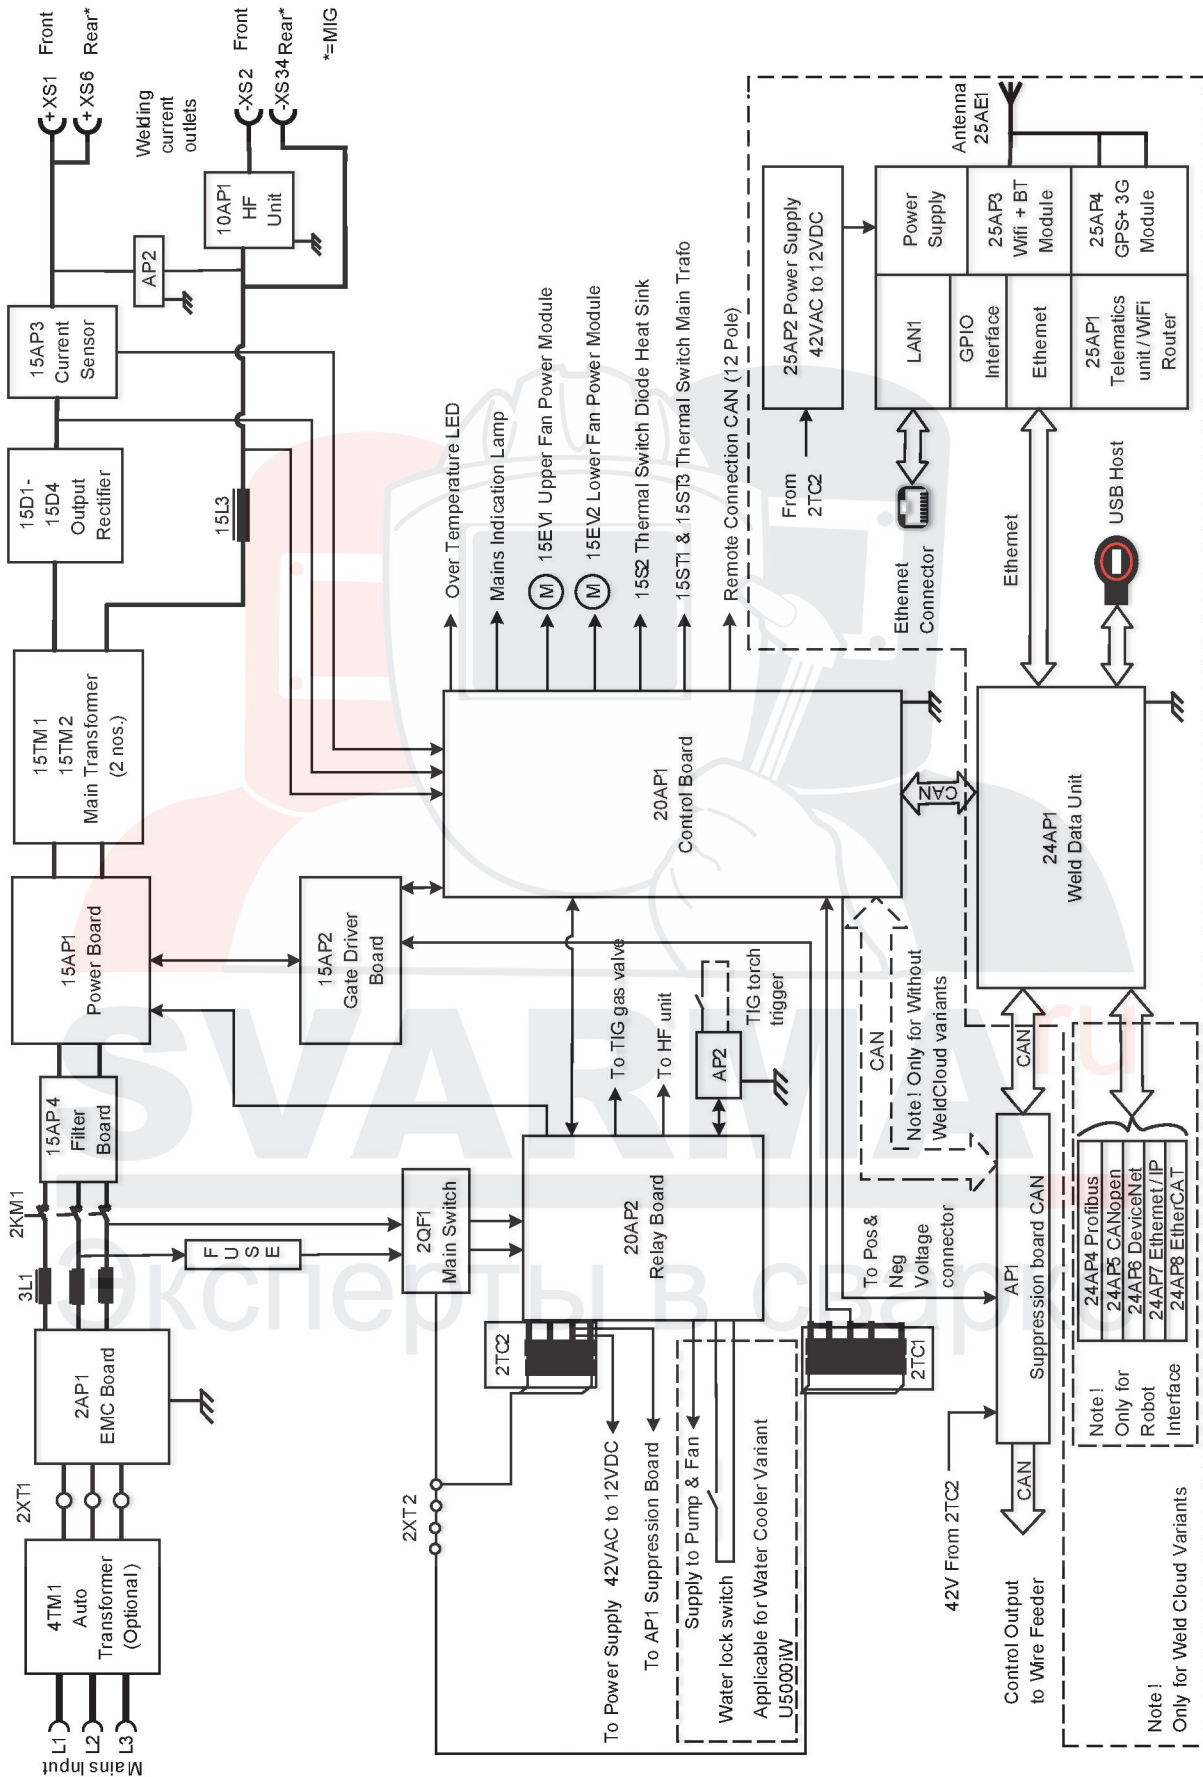 Mains Input
L1
L2
L3
4TM1
Auto
Transformer
(Optional)
2XT1
2AP1
EMC Board
3L1
2KM1
FUSE
15AP4
Filter
Board
15AP1
Power Board
15TM1
15TM2
Main Transformer
(2 nos.)
15D1-
15D4
Output
Rectifier
15L3
15AP3
Current
Sensor
AP2
10AP1
HF
Unit
Welding
current
outlets
+XS1 Front
+XS6 Rear*
-XS2 Front
-XS34 Rear*
*=MIG
2QF1
Main Switch
15AP2
Gate Driver
Board
2XT2
2TC2
20AP2
Relay Board
To TIG gas valve
To HF unit
AP2
TIG torch
trigger
To Power Supply 42VAC to 12VDC
To AP1 Suppression Board
Supply to Pump & Fan
Water lock switch
Applicable for Water Cooler Variant
U5000iW
2TC1
20AP1
Control Board
Over Temperature LED
Mains Indication Lamp
M
15EV1 Upper Fan Power Module
M
15EV2 Lower Fan Power Module
15S2 Thermal Switch Diode Heat Sink
15ST1 & 15ST3 Thermal Switch Main Trafo
Remote Connection CAN (12 Pole)
To Pos&
Neg
Voltage
connector
CAN
Note! Only for Without
WeldCloud variants
CAN
42V From 2TC2
AP1
Suppression board CAN
CAN
Control Output
to Wire Feeder
CAN
24AP1
Weld Data Unit
Ethernet
USB Host
Ethernet
Connector
From
2TC2
25AP2 Power Supply
42VAC to 12VDC
LAN1
Power
Supply
GPIO
Interface
Ethernet
25AP3
Wifi + BT
Module
25AP1
Telematics
unit / WiFi
Router
25AP4
GPS+ 3G
Module
Antenna
25AE1
Note!
Only for
Robot
Interface
24AP4 Profibus
24AP5 CANopen
24AP6 DeviceNet
24AP7 Ethernet / IP
24AP8 EtherCAT
Note!
Only for Weld Cloud Variants
SVARMA.ru
Эксперты в сварке